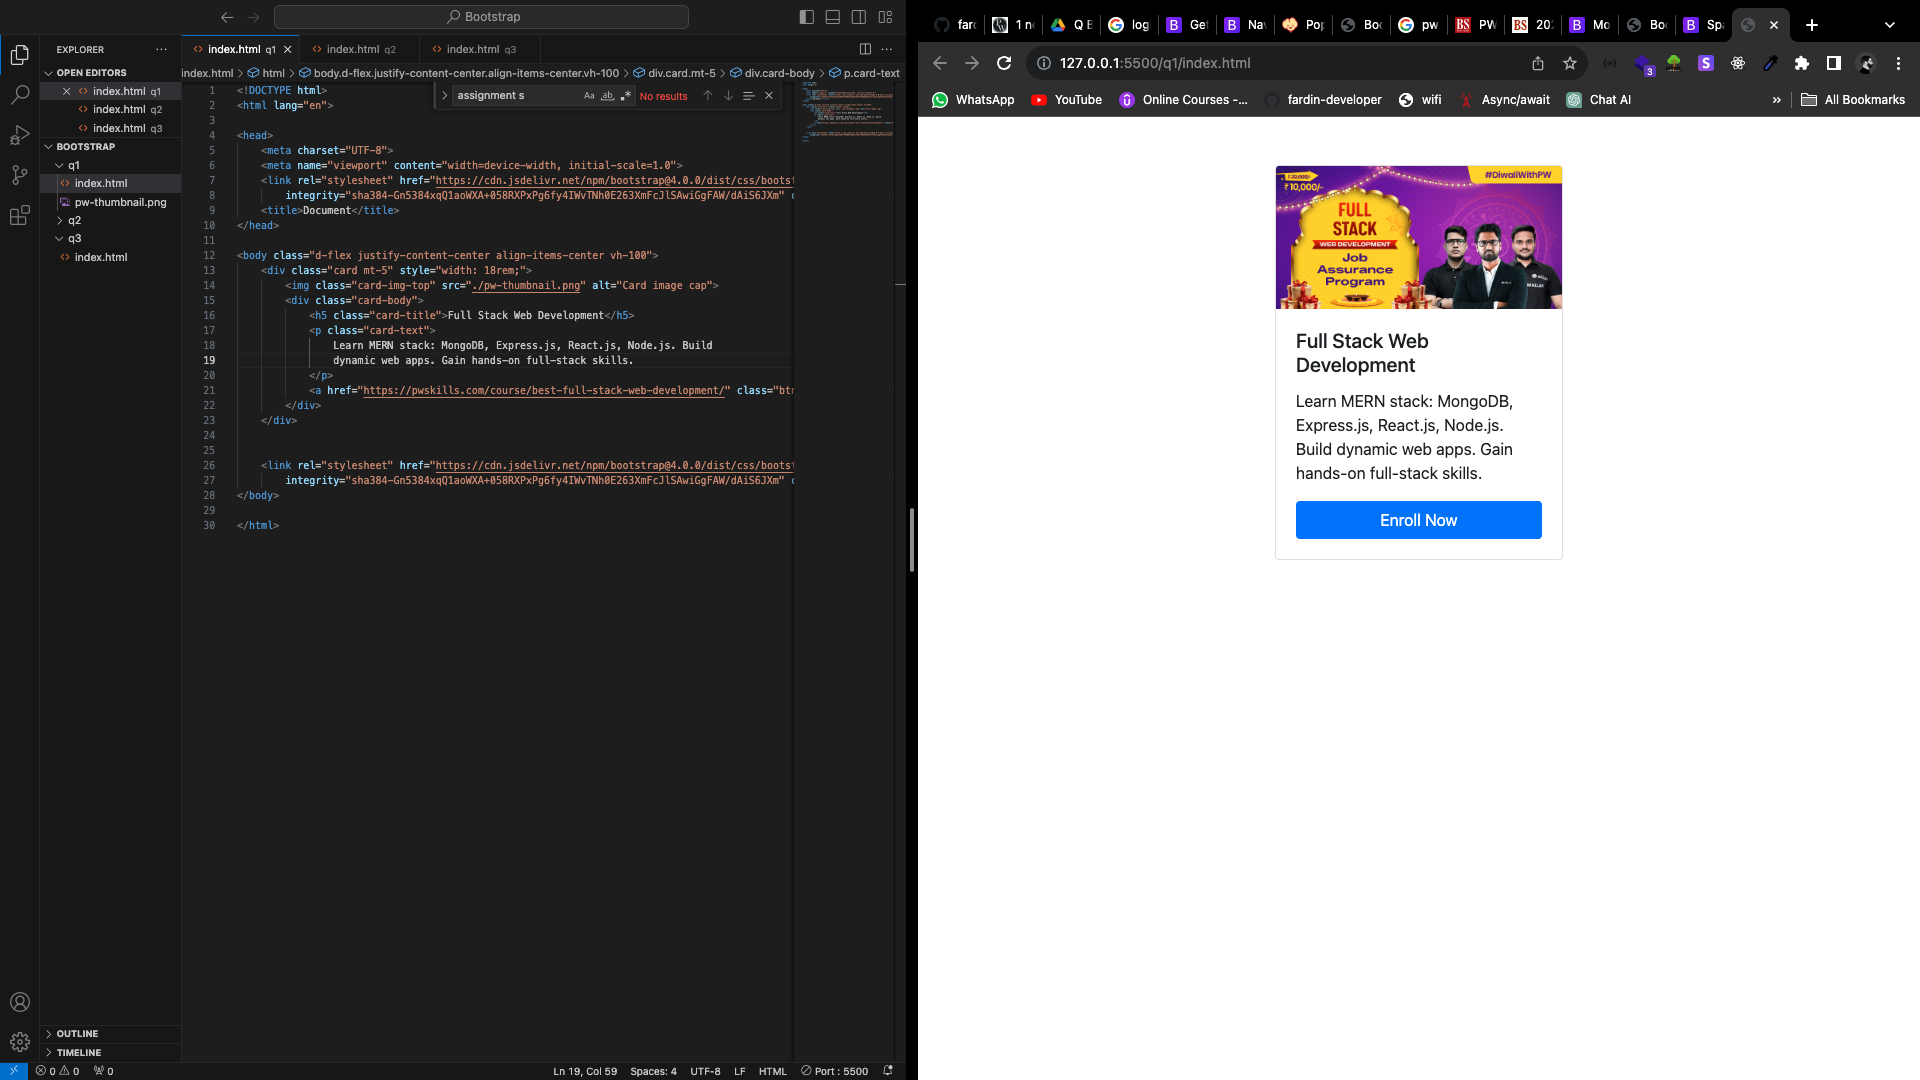 Bootstrap
EXPLORER
OPEN EDITORS
index.html q1
index.html q2
index.html q3
BOOTSTRAP
q1
index.html
pw-thumbnail.png
q2
q3
index.html
OUTLINE
TIMELINE
index.html q1
index.html q2
index.html q3
index.html > html > body.d-flex.justify-content-center.align-items-center.vh-100 > div.card.mt-5 > div.card-body > p.card-text
assignment s
Aa
ab
No results
1 <!DOCTYPE html>
2 <html lang="en">
3
4 <head>
5 <meta charset="UTF-8">
6 <meta name="viewport" content="width=device-width, initial-scale=1.0">
7 <link rel="stylesheet" href="https://cdn.jsdelivr.net/npm/bootstrap@4.0.0/dist/css/bootst
8 integrity="sha384-Gn5384xqQ1aoWXA+058RXPxPg6fy4IWvTNh0E263XmFcJlSAwiGgFAW/dAiS6JXm" c
9 <title>Document</title>
10 </head>
11
12 <body class="d-flex justify-content-center align-items-center vh-100">
13 <div class="card mt-5" style="width: 18rem;">
14 <img class="card-img-top" src="./pw-thumbnail.png" alt="Card image cap">
15 <div class="card-body">
16 <h5 class="card-title">Full Stack Web Development</h5>
17 <p class="card-text">
18 Learn MERN stack: MongoDB, Express.js, React.js, Node.js. Build
19 dynamic web apps. Gain hands-on full-stack skills.
20 </p>
21 <a href="https://pwskills.com/course/best-full-stack-web-development/" class="btn
22 </div>
23 </div>
24
25
26 <link rel="stylesheet" href="https://cdn.jsdelivr.net/npm/bootstrap@4.0.0/dist/css/bootst
27 integrity="sha384-Gn5384xqQ1aoWXA+058RXPxPg6fy4IWvTNh0E263XmFcJlSAwiGgFAW/dAiS6JXm" c
28 </body>
29
30 </html>
0 0 0
Ln 19, Col 59 Spaces: 4 UTF-8 LF HTML Port : 5500
farc 1 n Q E log Ge Na Pop Boo pw PW 20: Mo Bo Spa
127.0.0.1:5500/q1/index.html
3
WhatsApp YouTube Online Courses -... fardin-developer wifi Async/await Chat AI » All Bookmarks
#DiwaliWithPW
₹10,000/-
FULL
STACK
WEB DEVELOPMENT
Job
Assurance
Program
Full Stack Web
Development
Learn MERN stack: MongoDB,
Express.js, React.js, Node.js.
Build dynamic web apps. Gain
hands-on full-stack skills.
Enroll Now